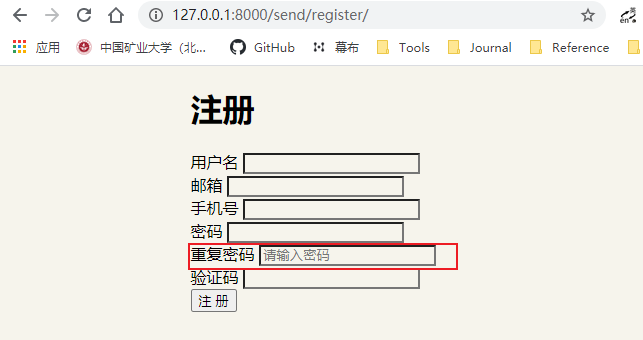 127.0.0.1:8000/send/register/
英
en
应用
中国矿业大学（北...
GitHub
幕布
Tools
Journal
Reference
注册
用户名
邮箱
手机号
密码
重复密码 请输入密码
验证码
注 册